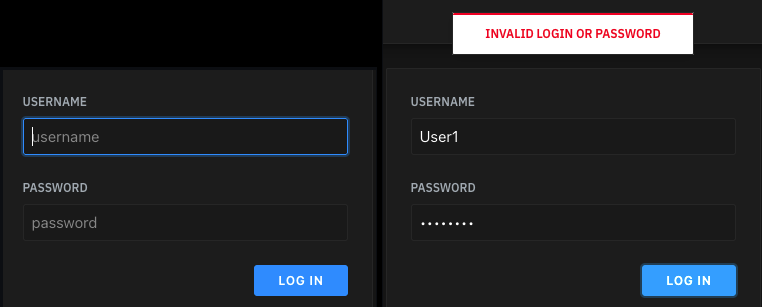 USERNAME
username
PASSWORD
password
LOG IN
INVALID LOGIN OR PASSWORD
USERNAME
User1
PASSWORD
••••••••
LOG IN